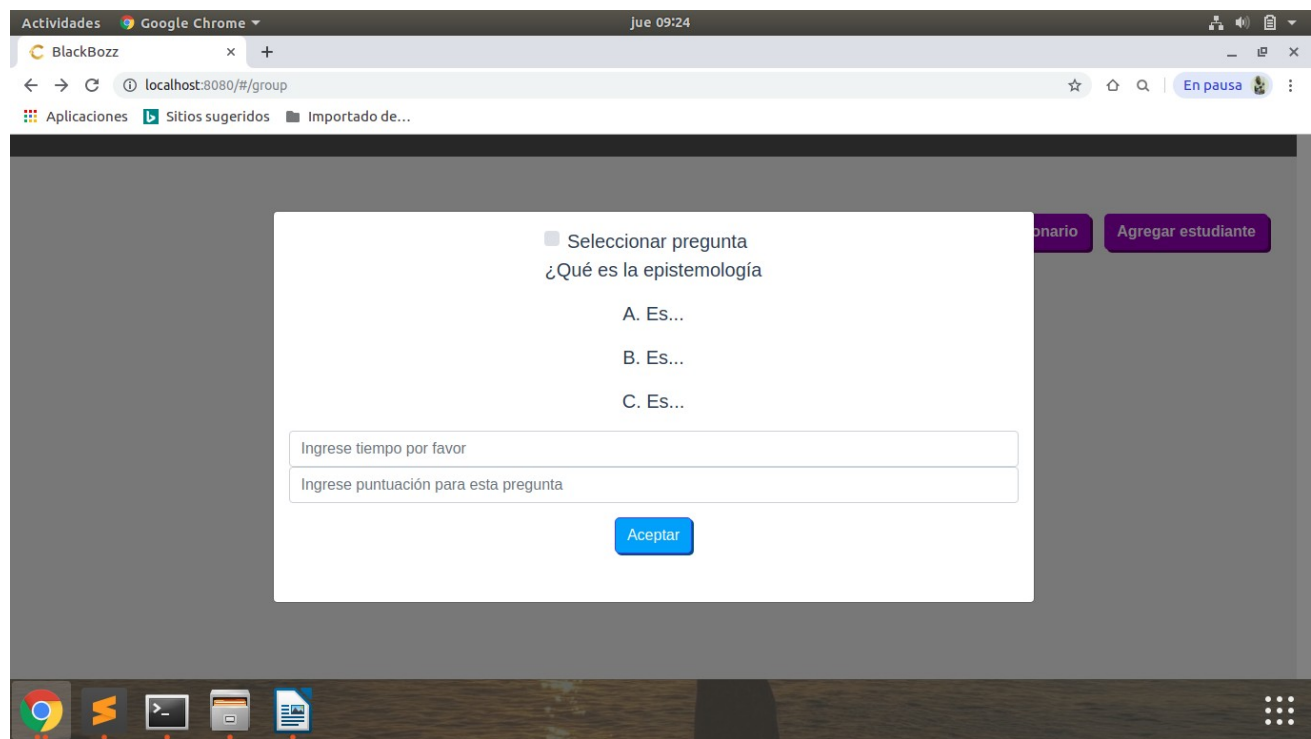 Actividades Google Chrome jue 09:24
BlackBozz
localhost:8080/#/group En pausa
Aplicaciones Sitios sugeridos Importado de...
onario Agregar estudiante
Seleccionar pregunta
¿Qué es la epistemología
A. Es...
B. Es...
C. Es...
Ingrese tiempo por favor
Ingrese puntuación para esta pregunta
Aceptar